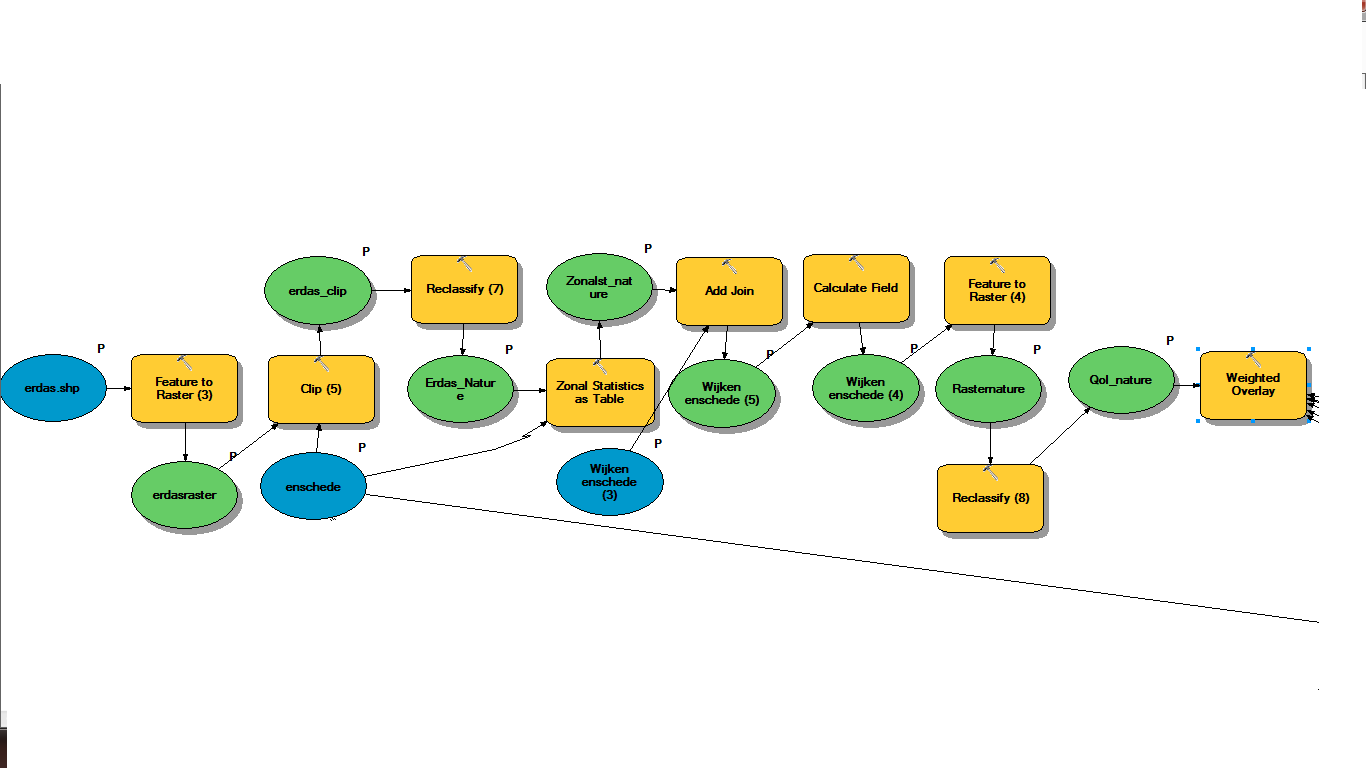 P
P
erdas_clip
Reclassify (7)
Zonalst_nat
ure
Add Join
Calculate Field
Feature to
Raster (4)
P
P
P
P
P
P
P
erdas.shp
Feature to
Raster (3)
Clip (5)
Erdas_Natur
e
Zonal Statistics
as Table
Wijken
enschede (5)
Wijken
enschede (4)
Rasternature
Qol_nature
Weighted
Overlay
P
P
P
erdasraster
enschede
Wijken
enschede
(3)
Reclassify (8)